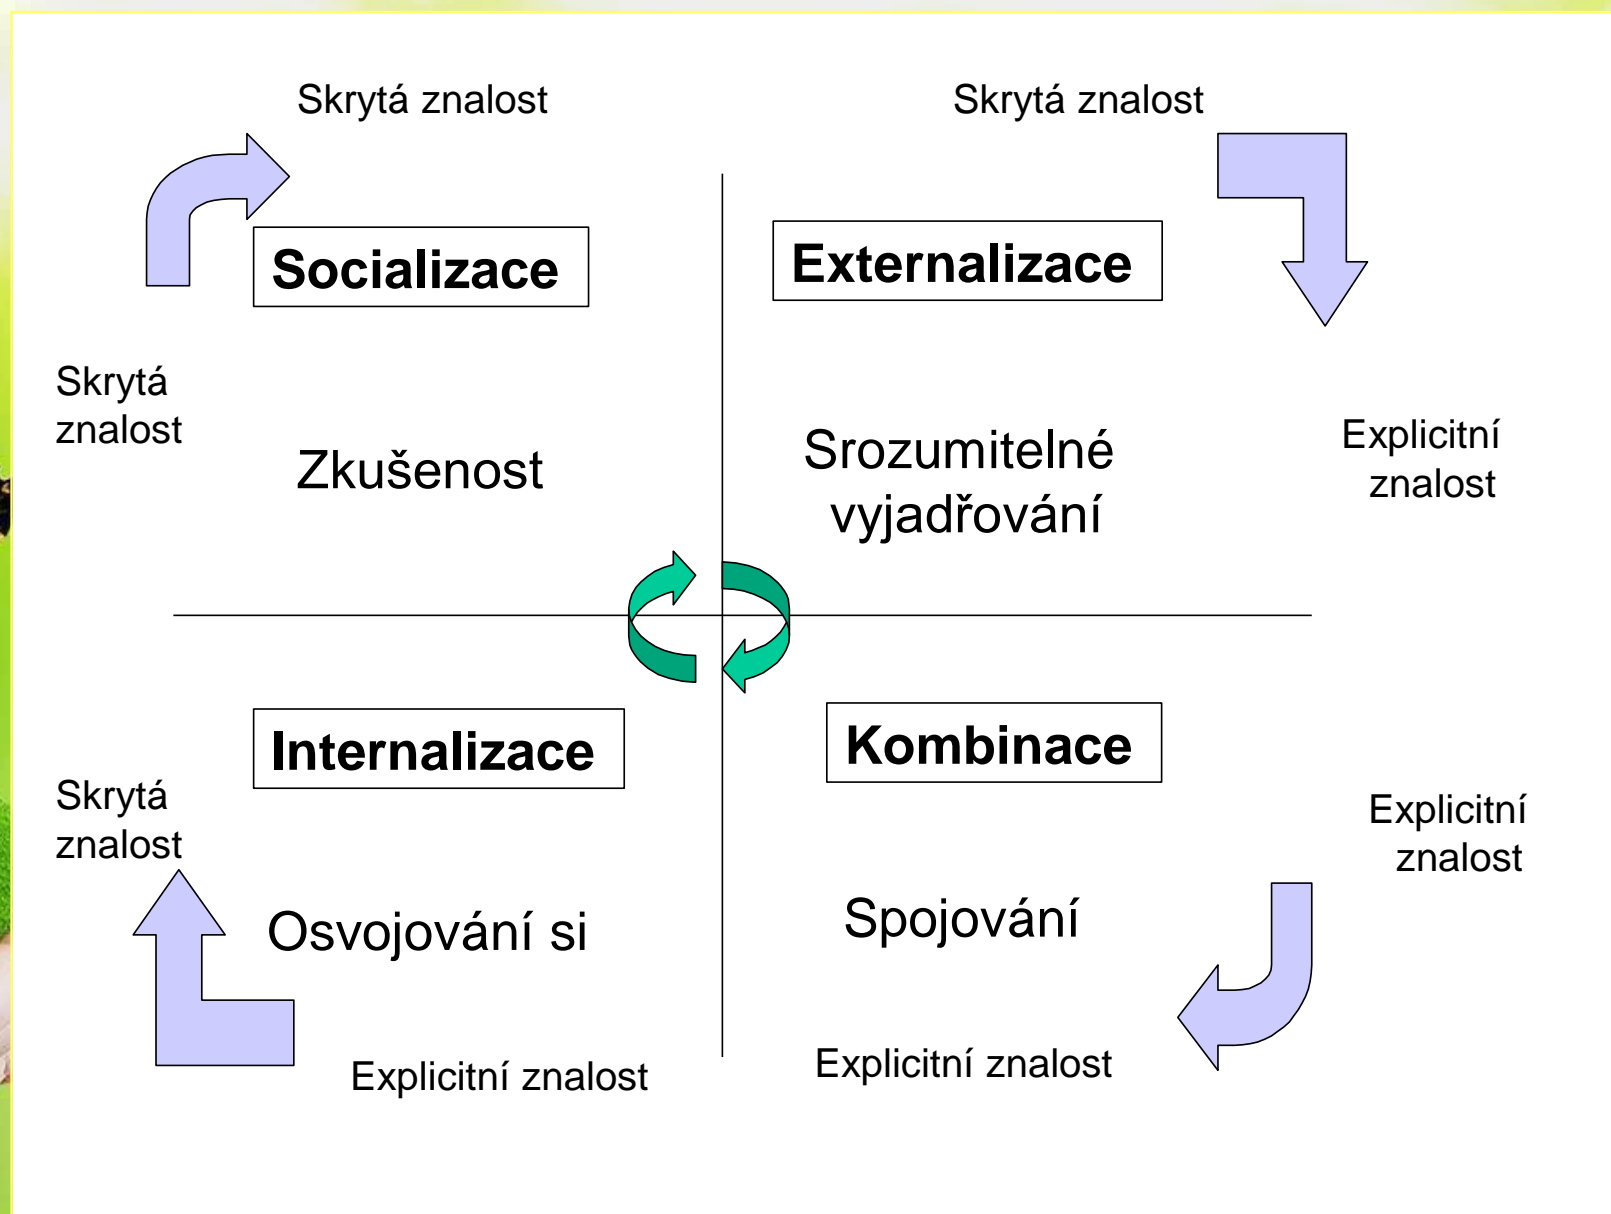 Skrytá znalost
Skrytá znalost
Socializace
Externalizace
Skrytá
znalost
Zkušenost
Srozumitelné
vyjadřování
Explicitní
znalost
Internalizace
Kombinace
Skrytá
znalost
Explicitní
znalost
Osvojování si
Spojování
Explicitní znalost
Explicitní znalost